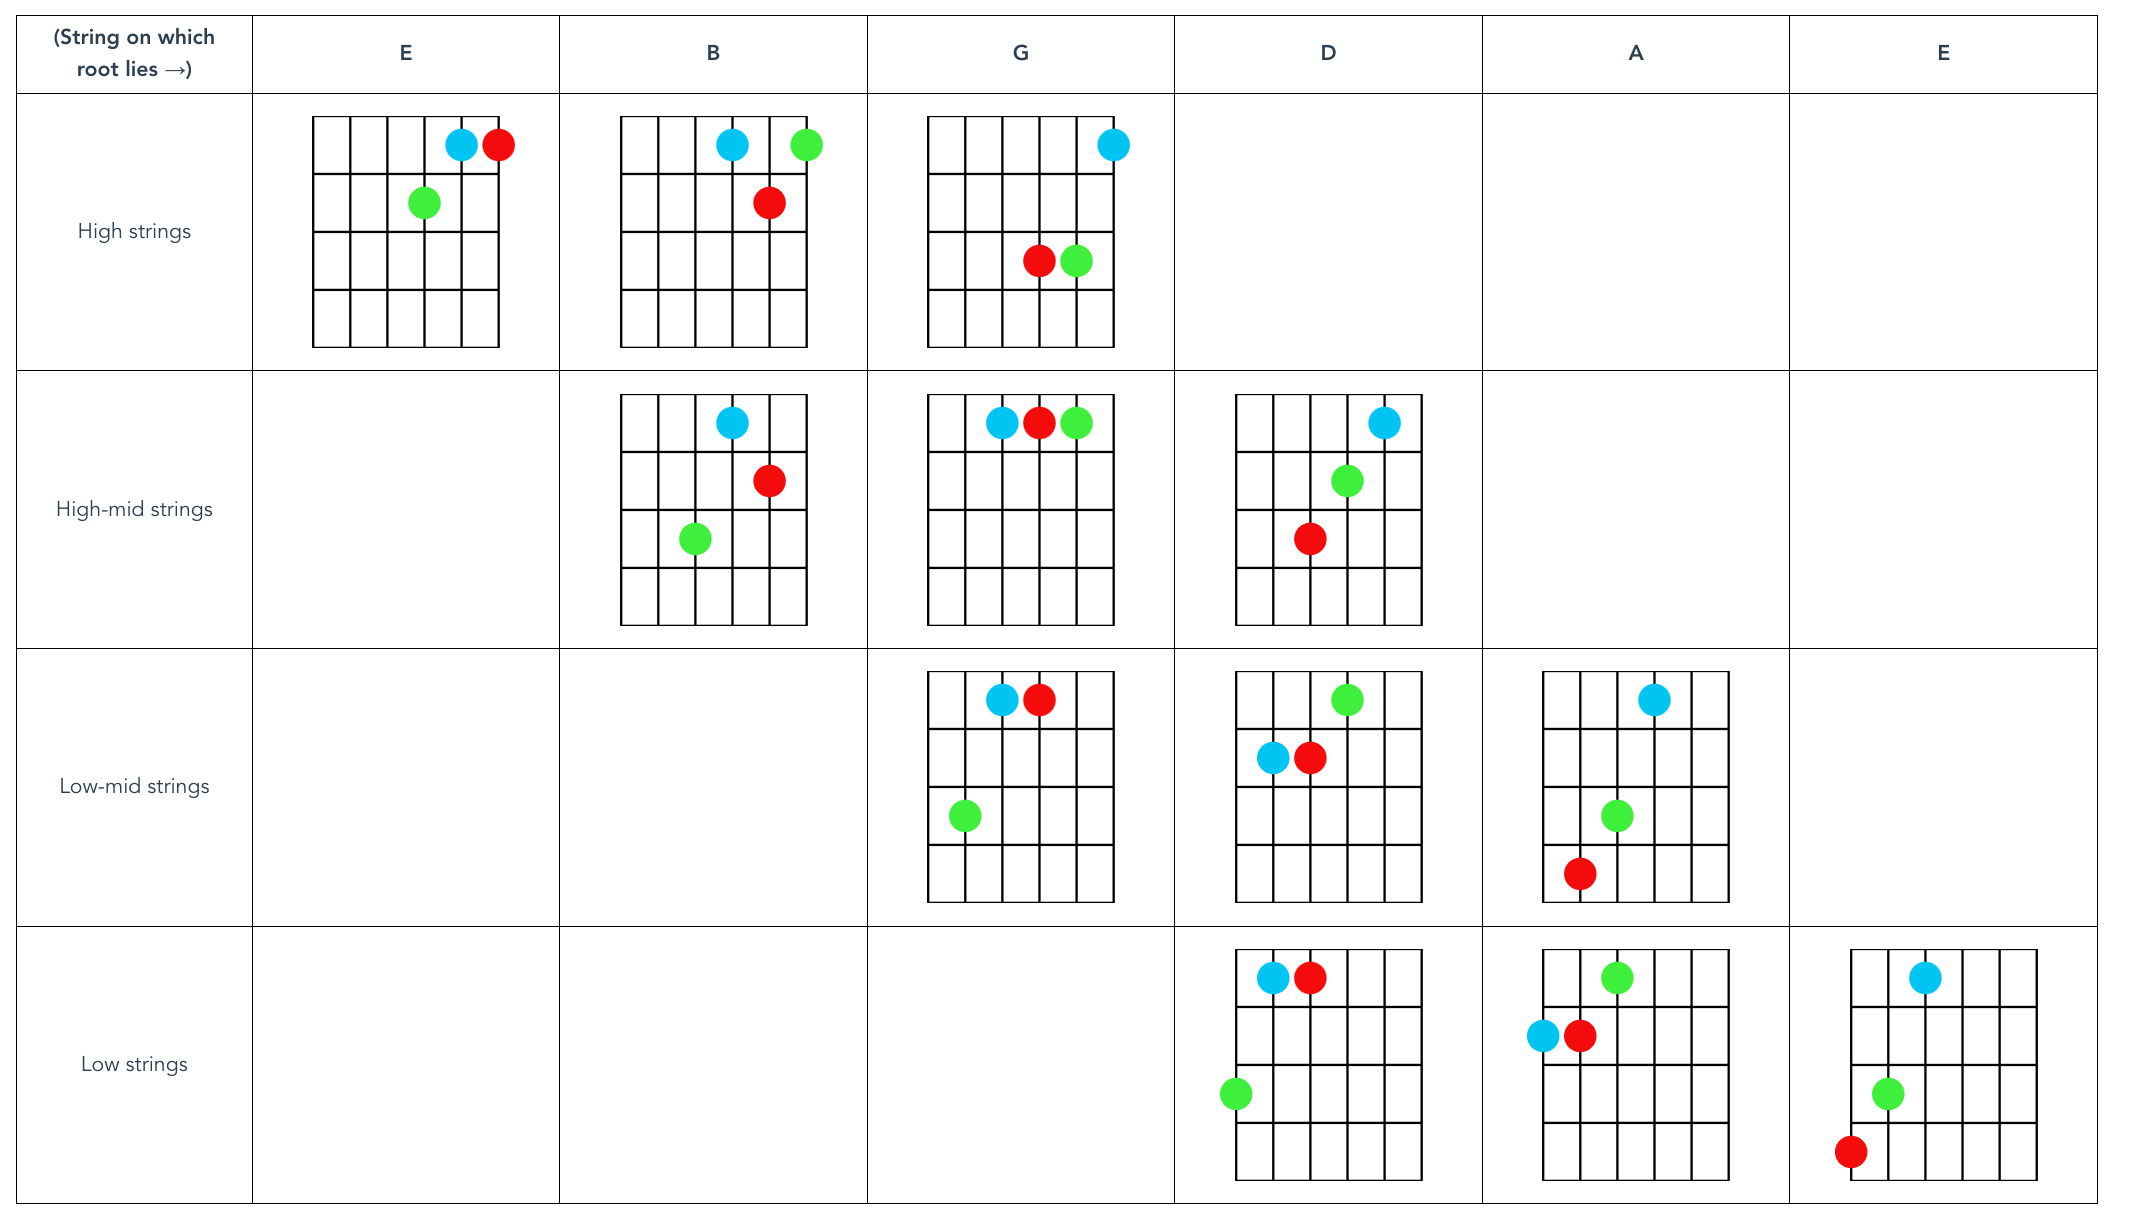 (String on which
root lies →)
E
B
G
D
A
E
High strings
High-mid strings
Low-mid strings
Low strings